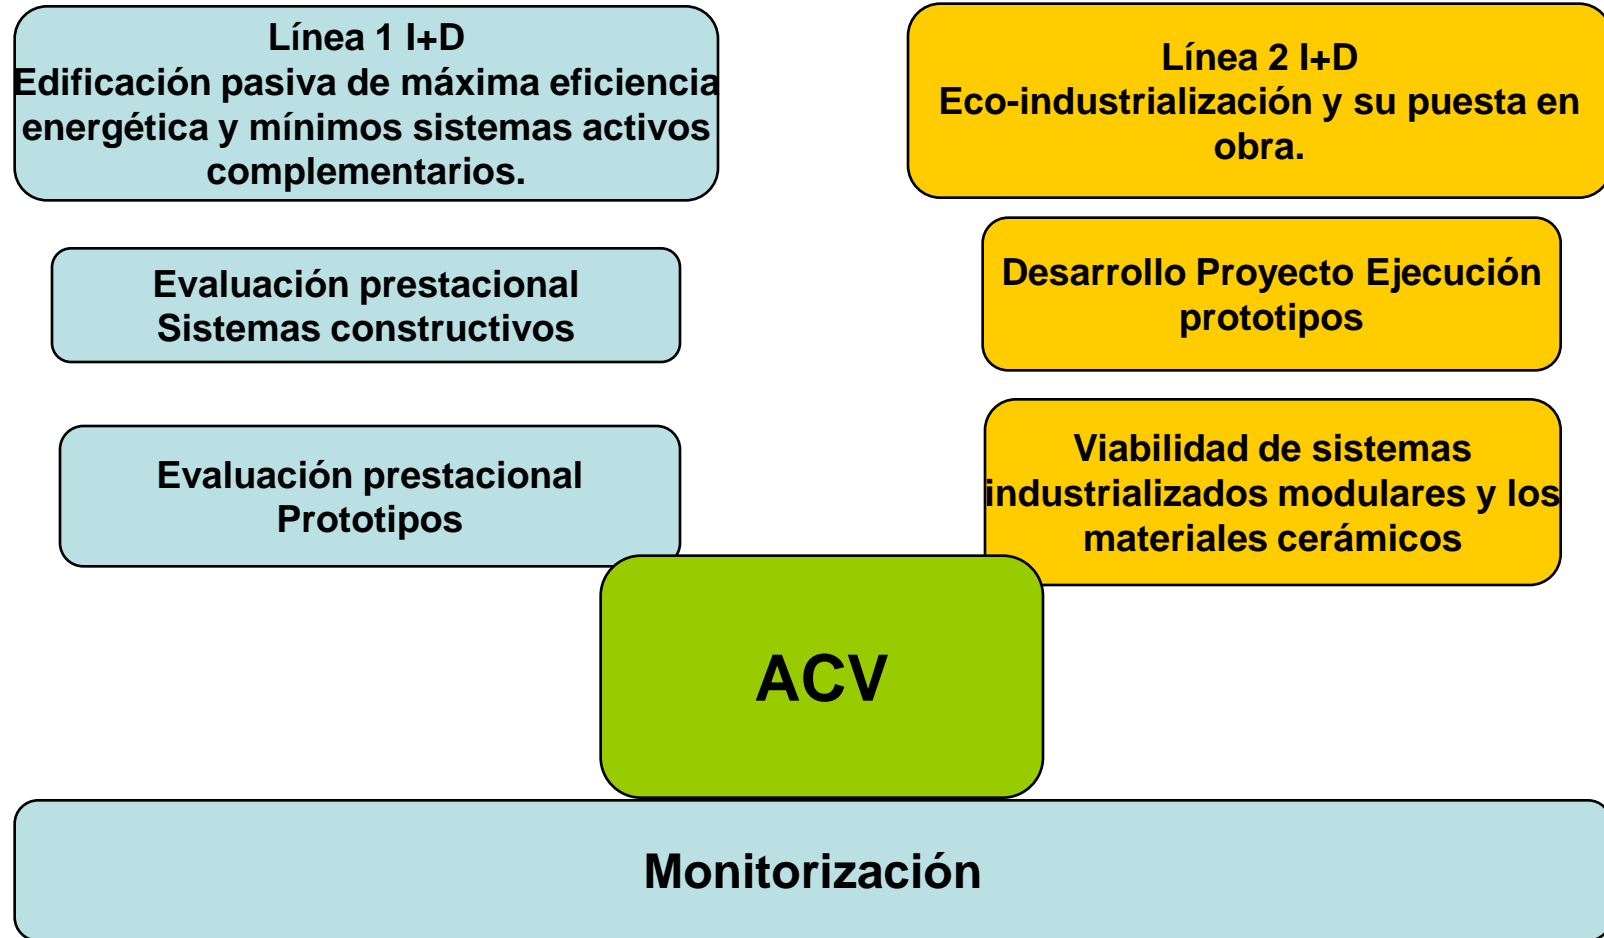 Línea 1 I+D
Edificación pasiva de máxima eficiencia
energética y mínimos sistemas activos
complementarios.
Evaluación prestacional
Sistemas constructivos
Evaluación prestacional
Prototipos
Línea 2 I+D
Eco-industrialización y su puesta en
obra.
Desarrollo Proyecto Ejecución
prototipos
Viabilidad de sistemas
industrializados modulares y los
materiales cerámicos
ACV
Monitorización